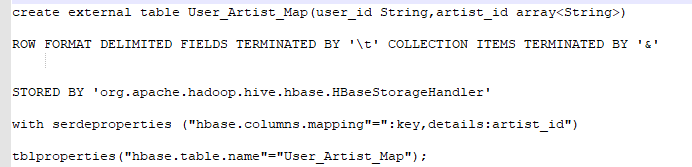 create external table User_Artist_Map(user_id String,artist_id array<String>)
ROW FORMAT DELIMITED FIELDS TERMINATED BY '\t' COLLECTION ITEMS TERMINATED BY '&'
STORED BY 'org.apache.hadoop.hive.hbase.HBaseStorageHandler'
with serdeproperties ("hbase.columns.mapping"=":key,details:artist_id")
tblproperties("hbase.table.name"="User_Artist_Map");